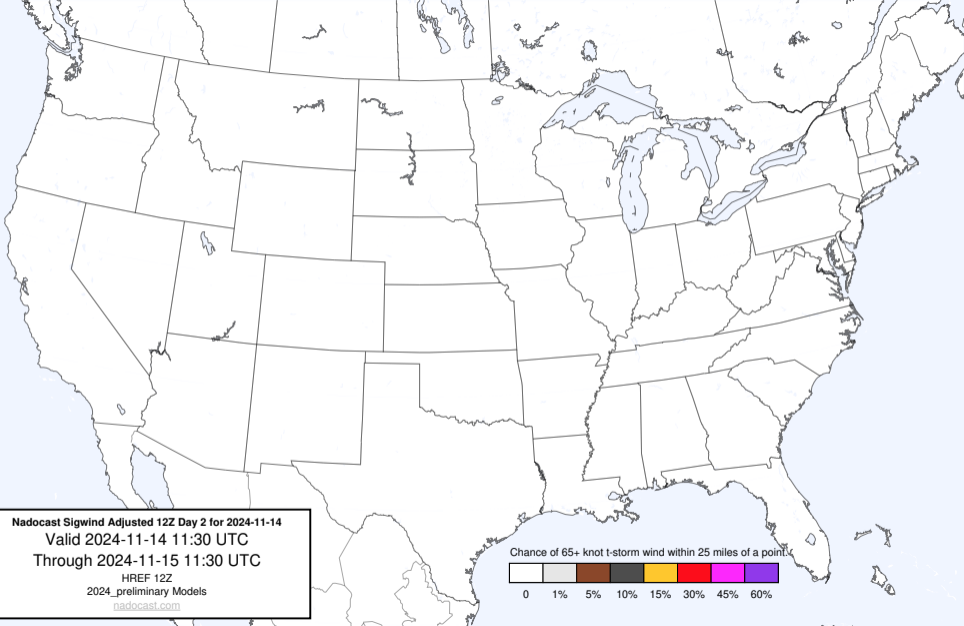 Nadocast Sigwind Adjusted 12Z Day 2 for 2024-11-14
Valid 2024-11-14 11:30 UTC
Through 2024-11-15 11:30 UTC
HREF 12Z
2024_preliminary Models
nadocast.com
Chance of 65+ knot t-storm wind within 25 miles of a point.
0 1% 5% 10% 15% 30% 45% 60%